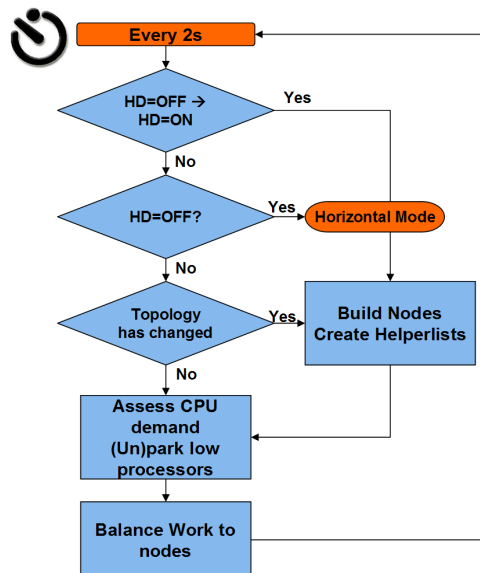 Every 2s
HD=OFF →
HD=ON
Yes
No
HD=OFF?
Yes
Horizontal Mode
No
Topology
has changed
Yes
Build Nodes
Create Helperlists
No
Assess CPU
demand
(Un)park low
processors
Balance Work to
nodes